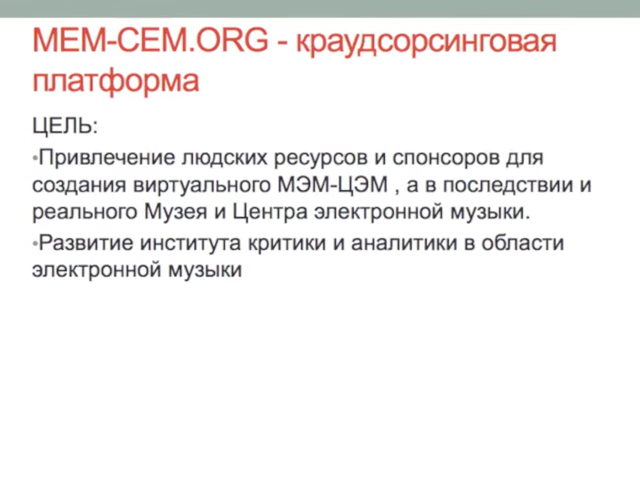 MEM-CEM.ORG - краудсорсинговая
платформа
ЦЕЛЬ:
•Привлечение людских ресурсов и спонсоров для
создания виртуального МЭМ-ЦЭМ , а в последствии и
реального Музея и Центра электронной музыки.
•Развитие института критики и аналитики в области
электронной музыки